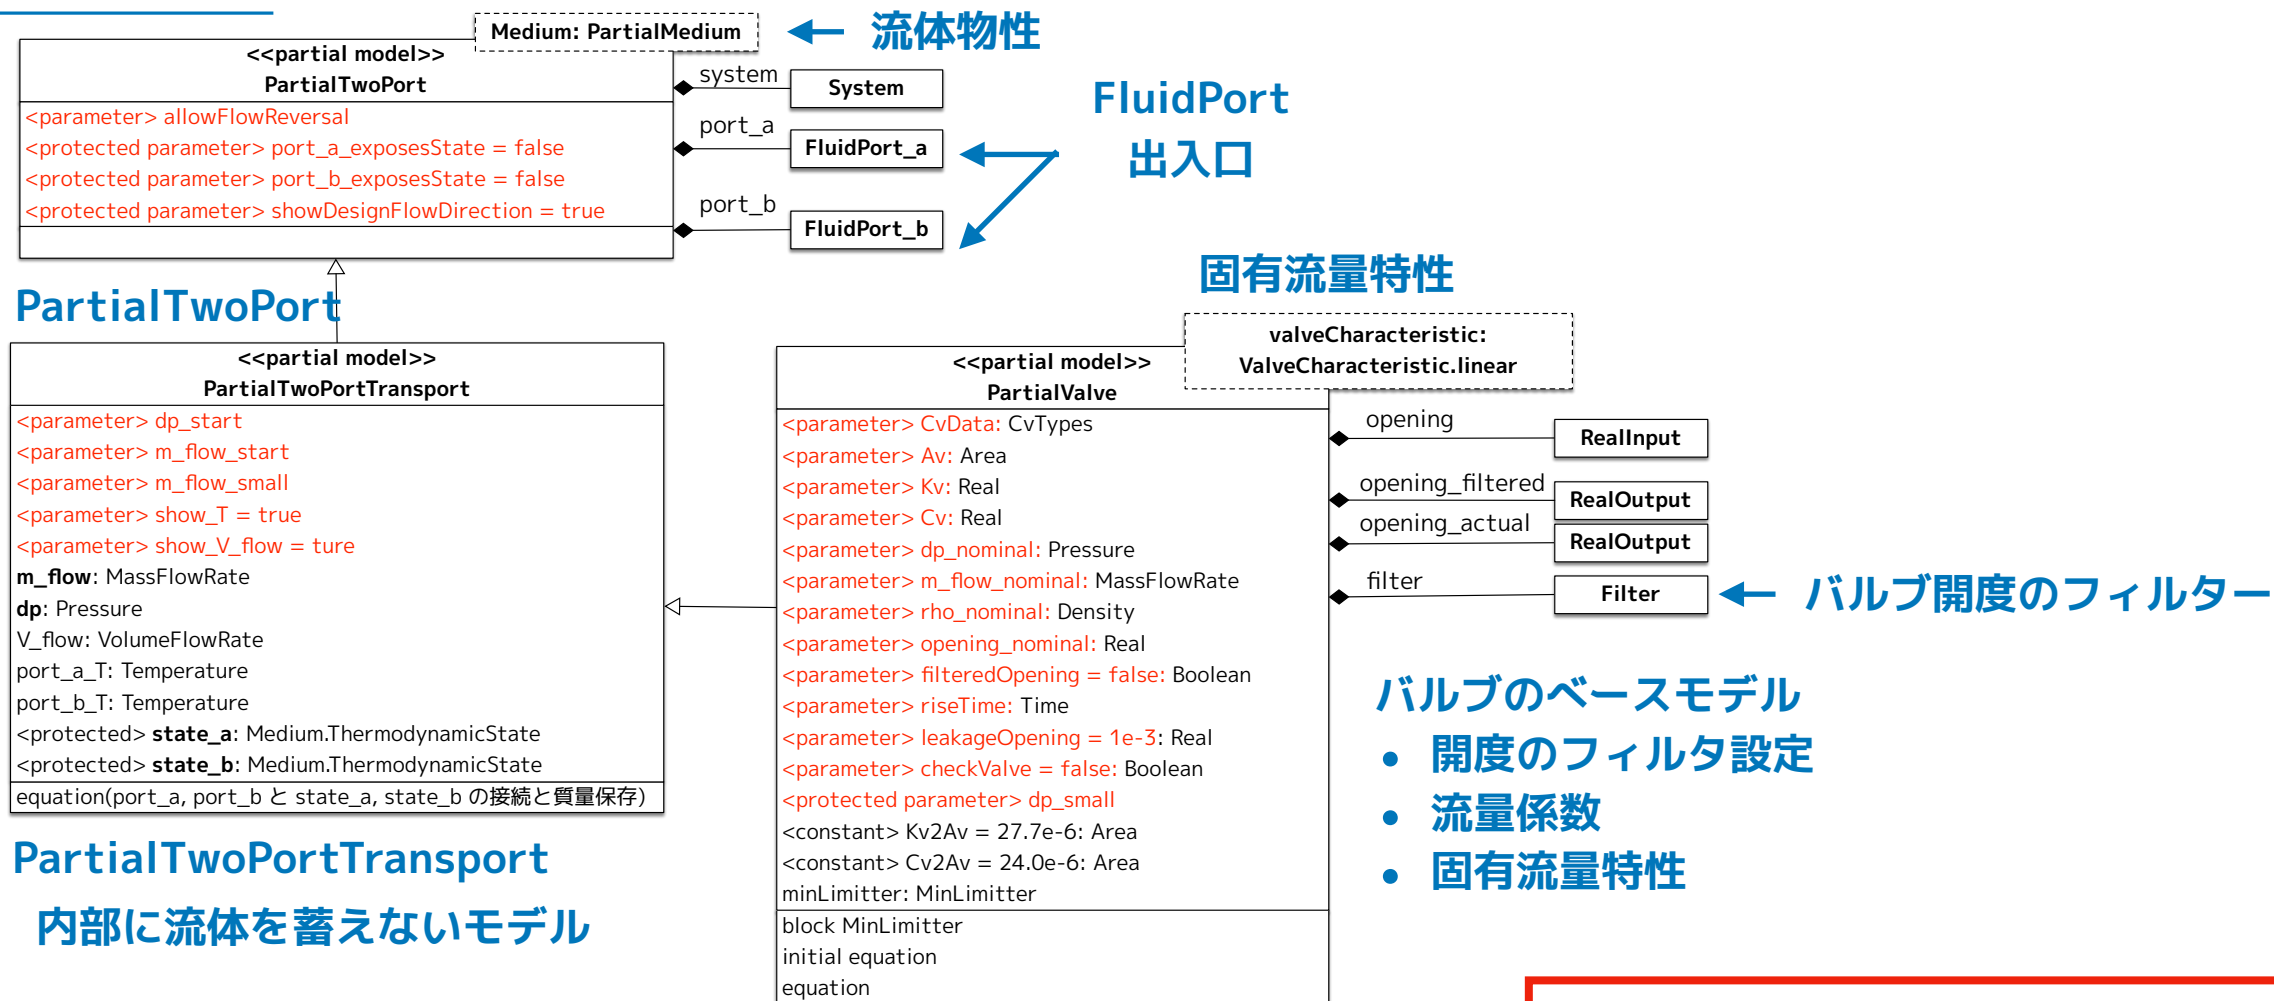 Medium: PartialMedium
流体物性
<<partial model>>
PartialTwoPort
<parameter> allowFlowReversal
<protected parameter> port_a_exposesState = false
<protected parameter> port_b_exposesState = false
<protected parameter> showDesignFlowDirection = true
system
System
port_a
FluidPort_a
port_b
FluidPort_b
FluidPort
出入口
PartialTwoPort
<<partial model>>
PartialTwoPortTransport
<parameter> dp_start
<parameter> m_flow_start
<parameter> m_flow_small
<parameter> show_T = true
<parameter> show_V_flow = ture
m_flow: MassFlowRate
dp: Pressure
V_flow: VolumeFlowRate
port_a_T: Temperature
port_b_T: Temperature
<protected> state_a: Medium.ThermodynamicState
<protected> state_b: Medium.ThermodynamicState
equation(port_a, port_b と state_a, state_b の接続と質量保存)
PartialTwoPortTransport
内部に流体を蓄えないモデル
固有流量特性
valveCharacteristic:
ValveCharacteristic.linear
<<partial model>>
PartialValve
<parameter> CvData: CvTypes
<parameter> Av: Area
<parameter> Kv: Real
<parameter> Cv: Real
<parameter> dp_nominal: Pressure
<parameter> m_flow_nominal: MassFlowRate
<parameter> rho_nominal: Density
<parameter> opening_nominal: Real
<parameter> filteredOpening = false: Boolean
<parameter> riseTime: Time
<parameter> leakageOpening = 1e-3: Real
<parameter> checkValve = false: Boolean
<protected parameter> dp_small
<constant> Kv2Av = 27.7e-6: Area
<constant> Cv2Av = 24.0e-6: Area
minLimitter: MinLimitter
block MinLimitter
initial equation
equation
opening
RealInput
opening_filtered
RealOutput
opening_actual
RealOutput
filter
Filter
バルブ開度のフィルター
バルブのベースモデル
• 開度のフィルタ設定
• 流量係数
• 固有流量特性